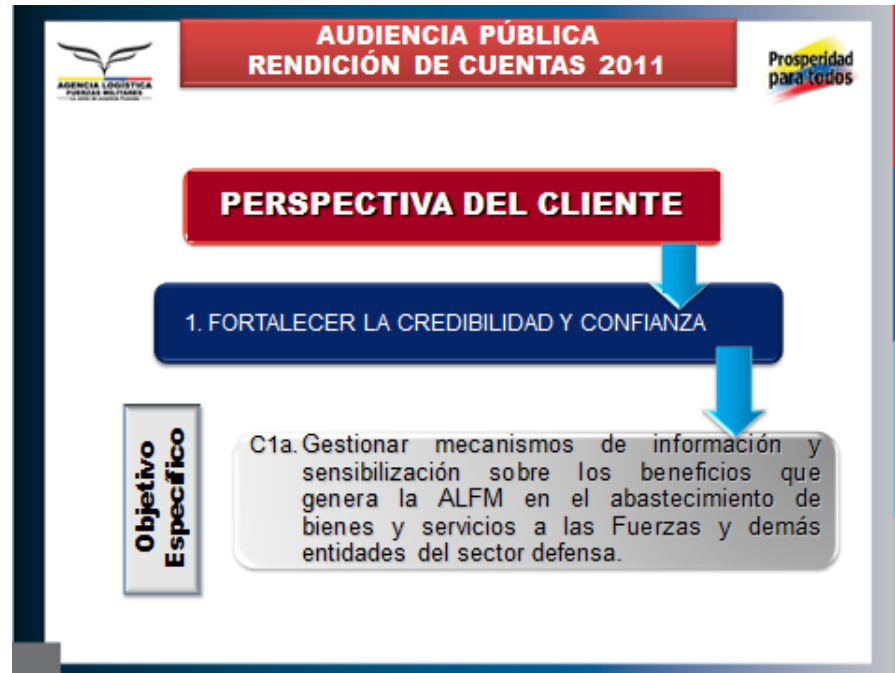 AUDIENCIA PÚBLICA
RENDICIÓN DE CUENTAS 2011
AGENCIA LOGÍSTICA
FUERZAS MILITARES
Prosperidad
para todos
PERSPECTIVA DEL CLIENTE
1. FORTALECER LA CREDIBILIDAD Y CONFIANZA
Objetivo
Específico
C1a. Gestionar mecanismos de información y
sensibilización sobre los beneficios que
genera la ALFM en el abastecimiento de
bienes y servicios a las Fuerzas y demás
entidades del sector defensa.